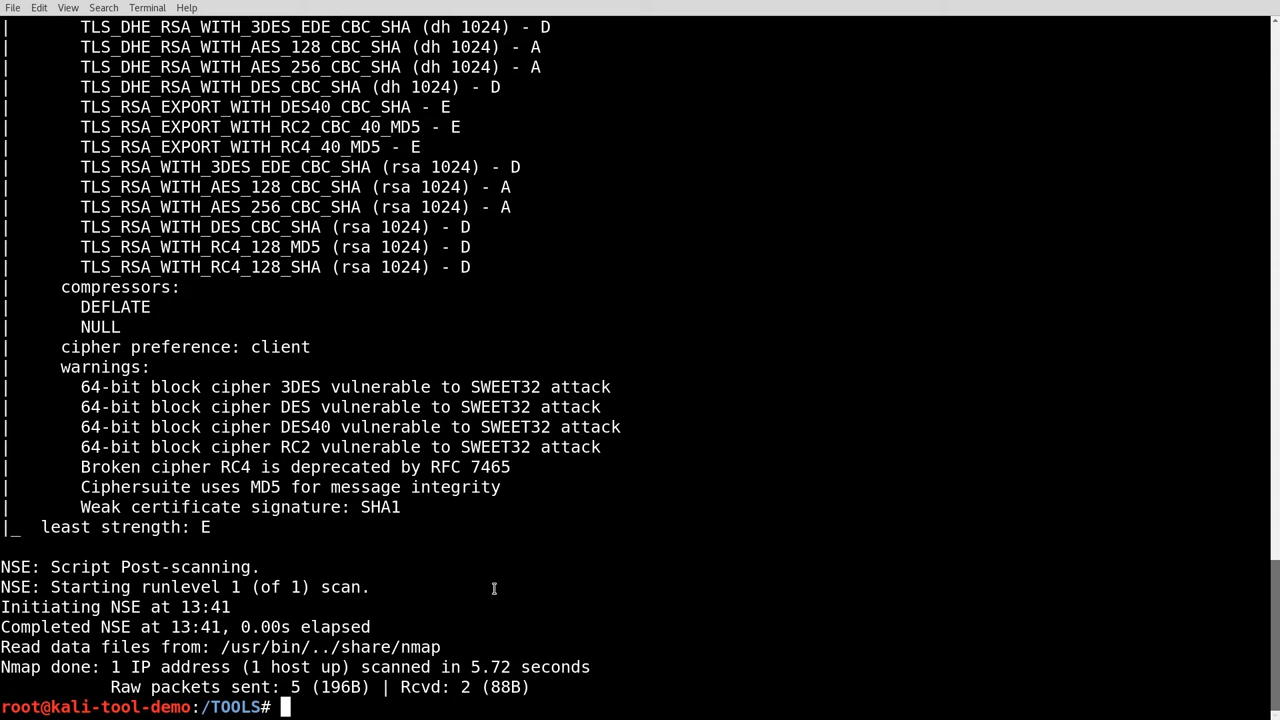 File Edit View Search Terminal Help
|       TLS_DHE_RSA_WITH_3DES_EDE_CBC_SHA (dh 1024) - D
|       TLS_DHE_RSA_WITH_AES_128_CBC_SHA (dh 1024) - A
|       TLS_DHE_RSA_WITH_AES_256_CBC_SHA (dh 1024) - A
|       TLS_DHE_RSA_WITH_DES_CBC_SHA (dh 1024) - D
|       TLS_RSA_EXPORT_WITH_DES40_CBC_SHA - E
|       TLS_RSA_EXPORT_WITH_RC2_CBC_40_MD5 - E
|       TLS_RSA_EXPORT_WITH_RC4_40_MD5 - E
|       TLS_RSA_WITH_3DES_EDE_CBC_SHA (rsa 1024) - D
|       TLS_RSA_WITH_AES_128_CBC_SHA (rsa 1024) - A
|       TLS_RSA_WITH_AES_256_CBC_SHA (rsa 1024) - A
|       TLS_RSA_WITH_DES_CBC_SHA (rsa 1024) - D
|       TLS_RSA_WITH_RC4_128_MD5 (rsa 1024) - D
|       TLS_RSA_WITH_RC4_128_SHA (rsa 1024) - D
|     compressors:
|       DEFLATE
|       NULL
|     cipher preference: client
|     warnings:
|       64-bit block cipher 3DES vulnerable to SWEET32 attack
|       64-bit block cipher DES vulnerable to SWEET32 attack
|       64-bit block cipher DES40 vulnerable to SWEET32 attack
|       64-bit block cipher RC2 vulnerable to SWEET32 attack
|       Broken cipher RC4 is deprecated by RFC 7465
|       Ciphersuite uses MD5 for message integrity
|       Weak certificate signature: SHA1
|_  least strength: E
NSE: Script Post-scanning.
NSE: Starting runlevel 1 (of 1) scan.
Initiating NSE at 13:41
Completed NSE at 13:41, 0.00s elapsed
Read data files from: /usr/bin/../share/nmap
Nmap done: 1 IP address (1 host up) scanned in 5.72 seconds
           Raw packets sent: 5 (196B) | Rcvd: 2 (88B)
root@kali-tool-demo:/TOOLS#